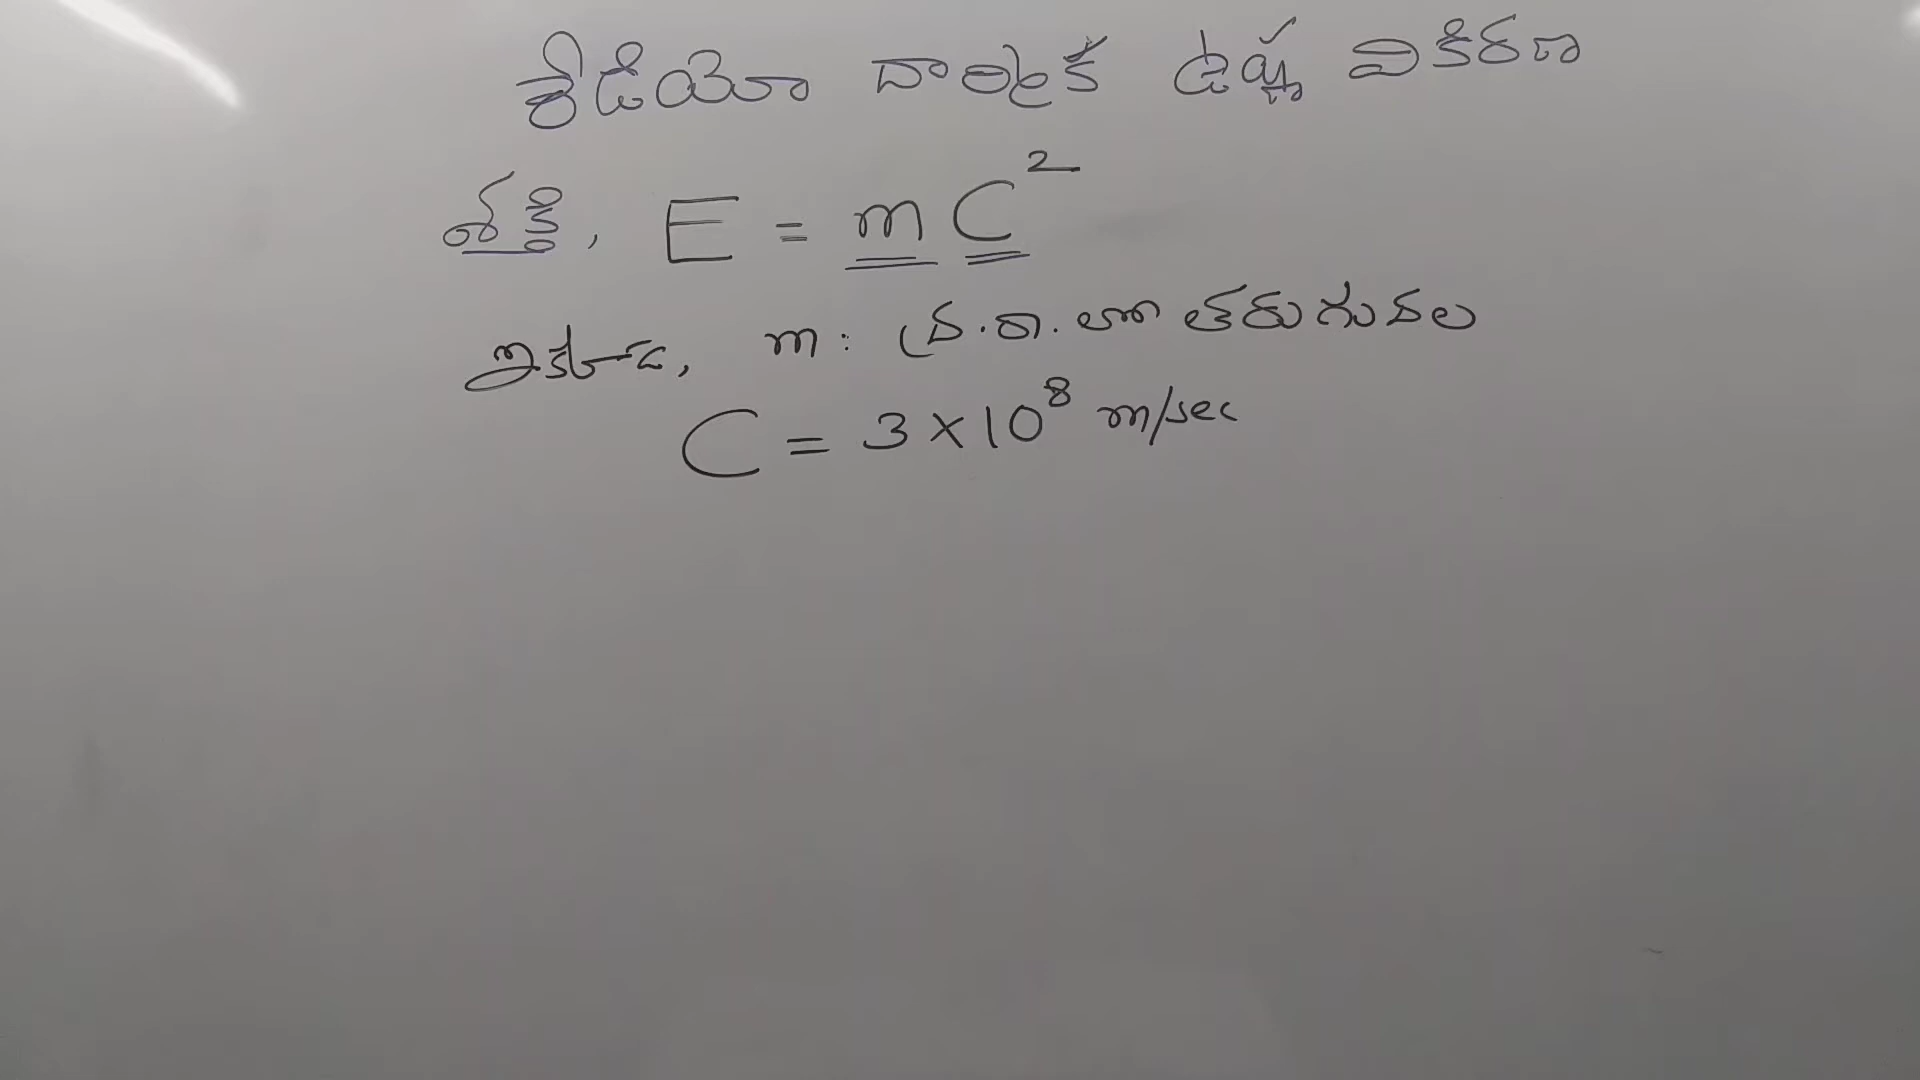 రేడియో ధార్మిక ఉష్ణ వికిరణ
శక్తి, E = mC²
ఇక్కడ, m: ద్ర.రా.లో తరుగుదల
C = 3 × 10⁸ m/sec